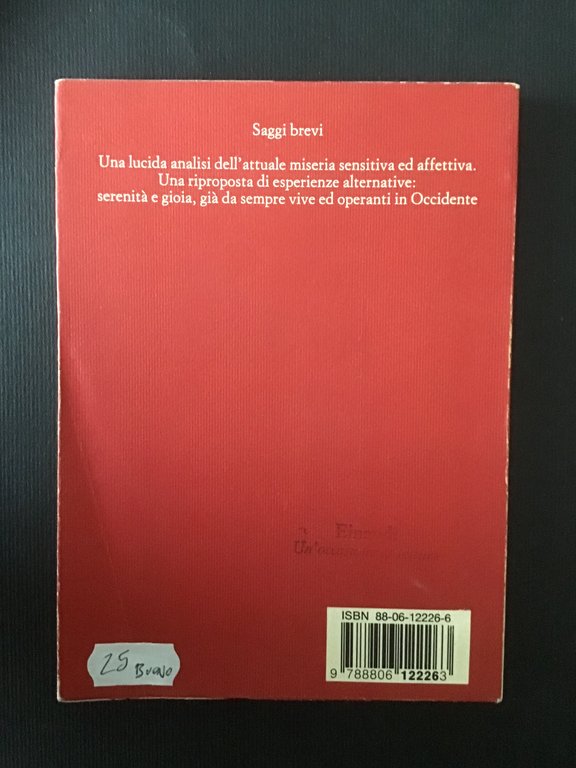 Saggi brevi
Una lucida analisi dell'attuale miseria sensitiva ed affettiva.
Una riproposta di esperienze alternative:
serenità e gioia, già da sempre vive ed operanti in Occidente
ISBN 88-06-12226-6
9 788806 122263
25
BUONO